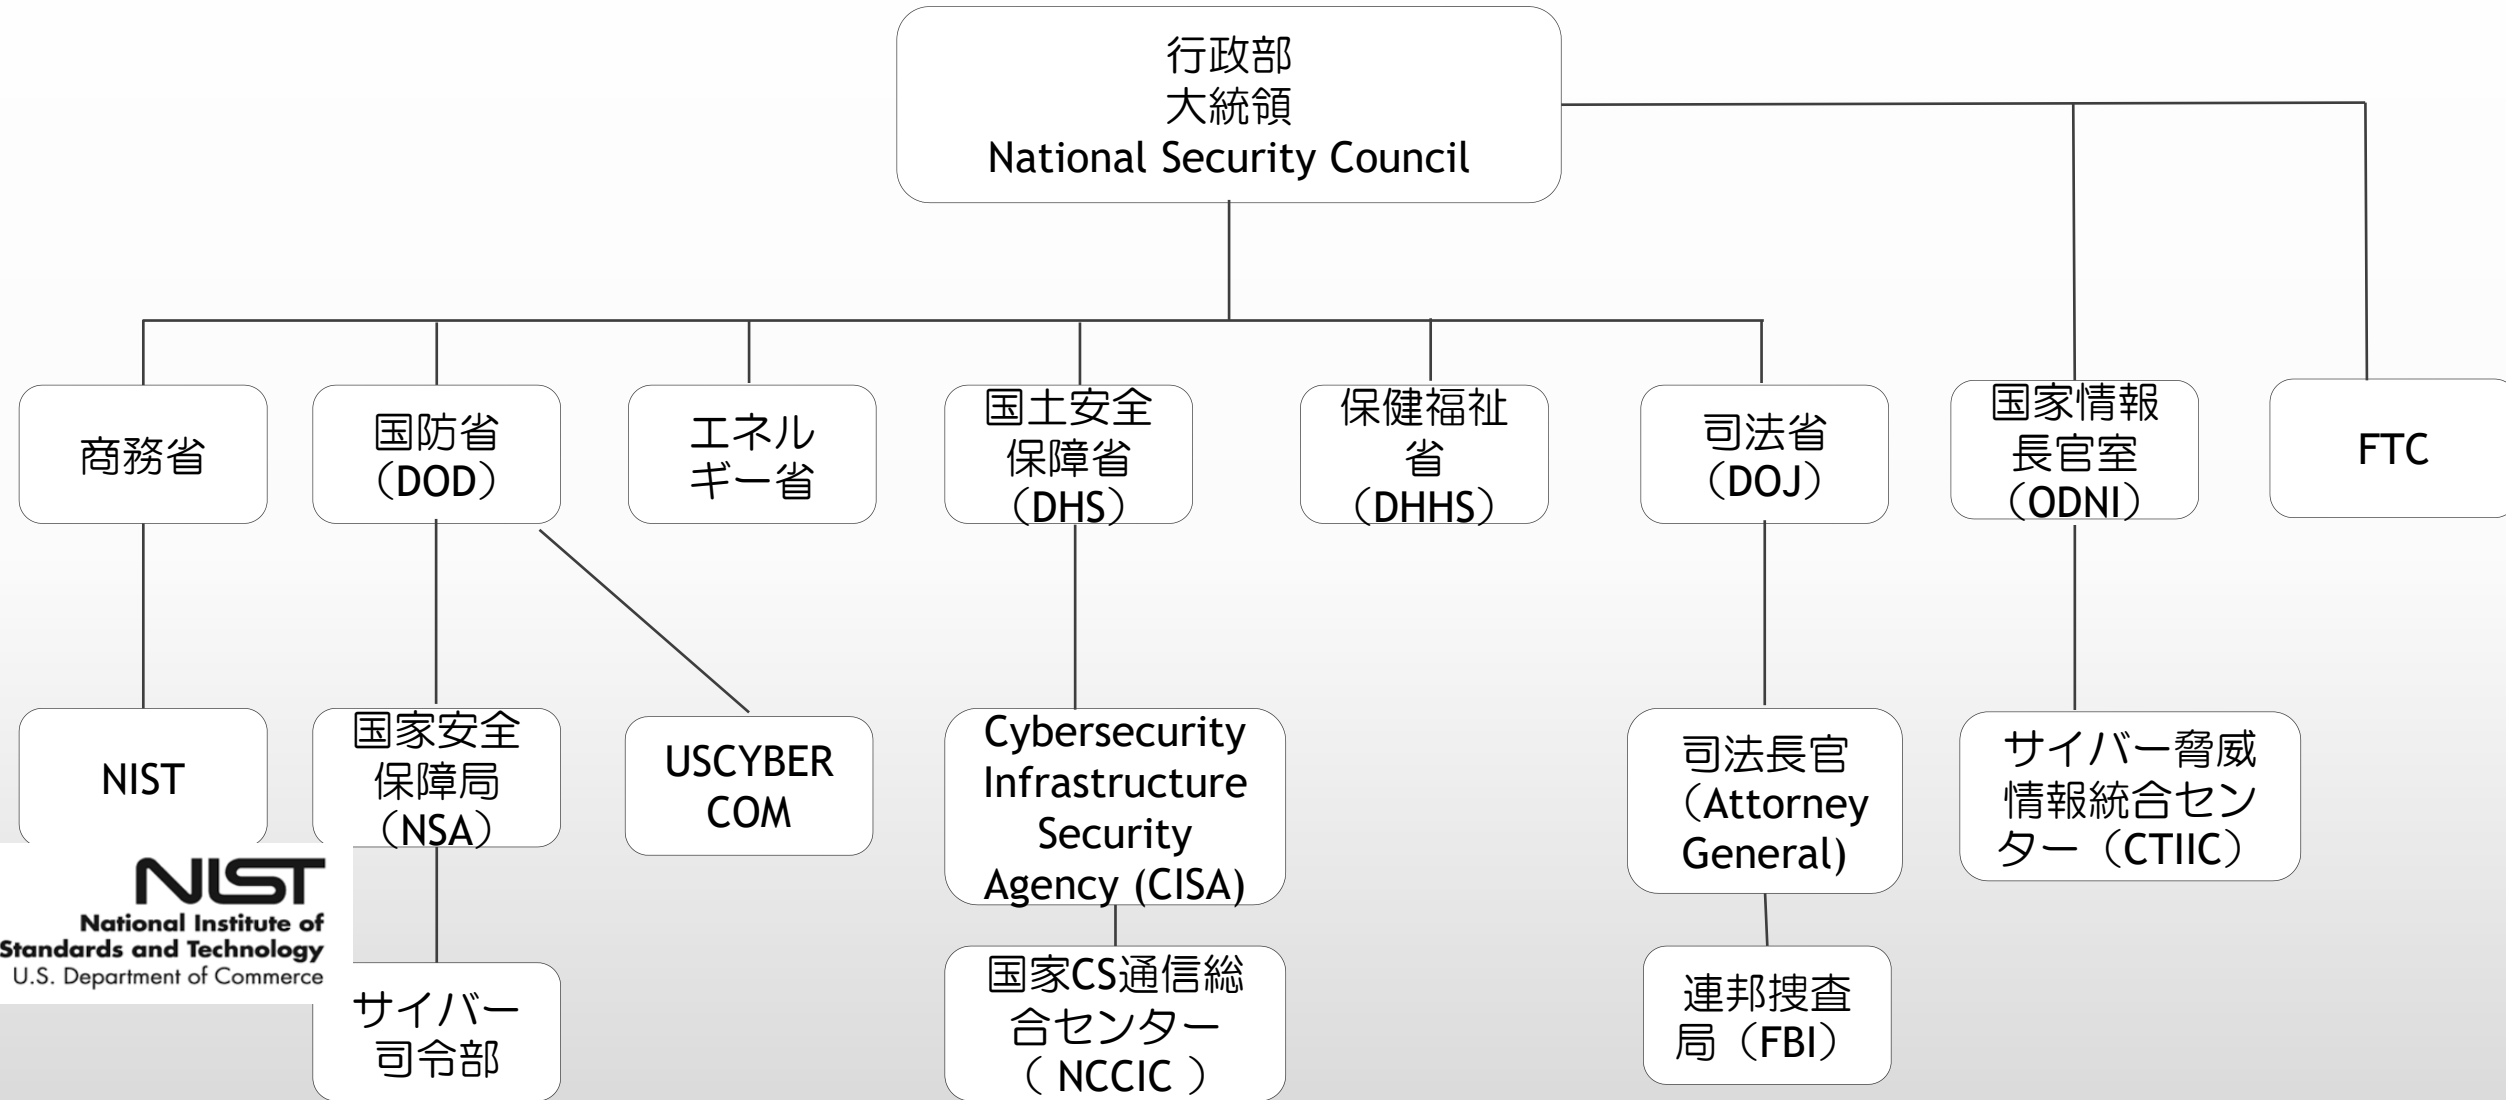 行政部
大統領
National Security Council
商務省
国防省
（DOD）
エネル
ギー省
国土安全
保障省
（DHS）
保健福祉
省
（DHHS）
司法省
（DOJ）
国家情報
長官室
（ODNI）
FTC
NIST
国家安全
保障局
（NSA）
USCYBER
COM
Cybersecurity
Infrastructure
Security
Agency (CISA)
司法長官
（Attorney
General)
サイバー脅威
情報統合セン
ター（CTIIC）
NIST
National Institute of
Standards and Technology
U.S. Department of Commerce
サイバー
司令部
国家CS通信総
合センター
（ NCCIC ）
連邦捜査
局（FBI）